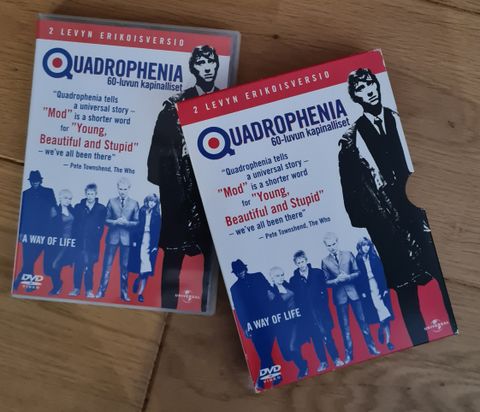 2 LEVYN ERIKOISVERSIO
QUADROPHENIA
60-luvun kapinalliset
"Quadrophenia tells
a universal story –
"Mod" is a shorter word
for "Young,
Beautiful and Stupid"
– we've all been there"
– Pete Townshend, The Who
A WAY OF LIFE
DVD
VIDEO
UNIVERSAL
2 LEVYN ERIKOISVERSIO
QUADROPHENIA
60-luvun kapinalliset
"Quadrophenia tells
a universal story –
"Mod" is a shorter word
for "Young,
Beautiful and Stupid"
– we've all been there"
– Pete Townshend, The Who
A WAY OF LIFE
DVD
VIDEO
UNIVERSAL